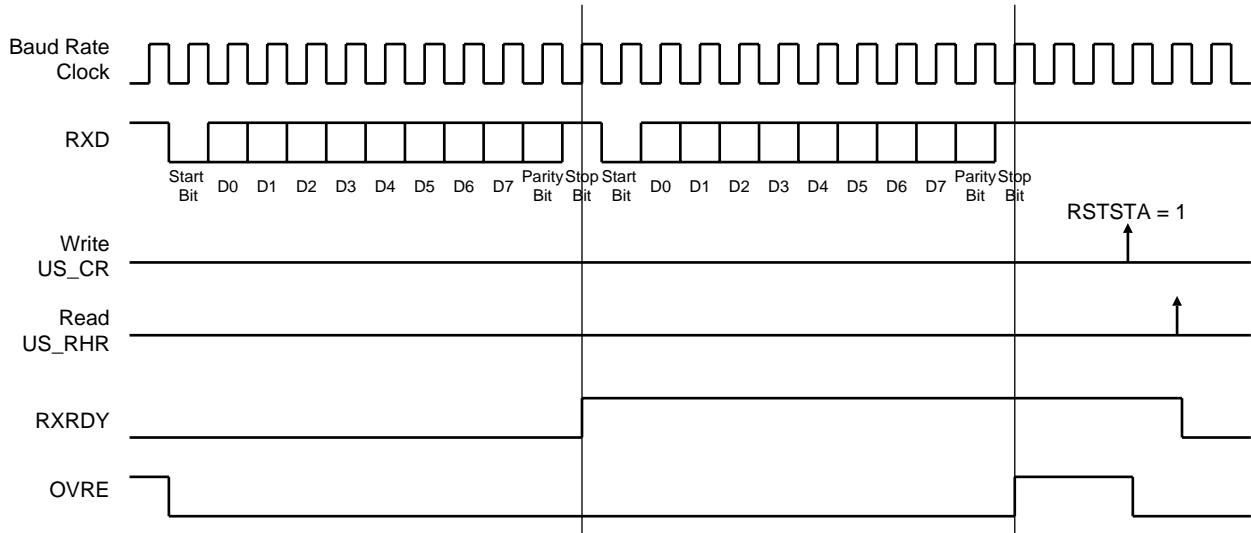 Baud Rate
Clock
RXD
Start
Bit
D0
D1
D2
D3
D4
D5
D6
D7
Parity
Bit
Stop
Bit
Start
Bit
D0
D1
D2
D3
D4
D5
D6
D7
Parity
Bit
Stop
Bit
RSTSTA = 1
Write
US_CR
Read
US_RHR
RXRDY
OVRE